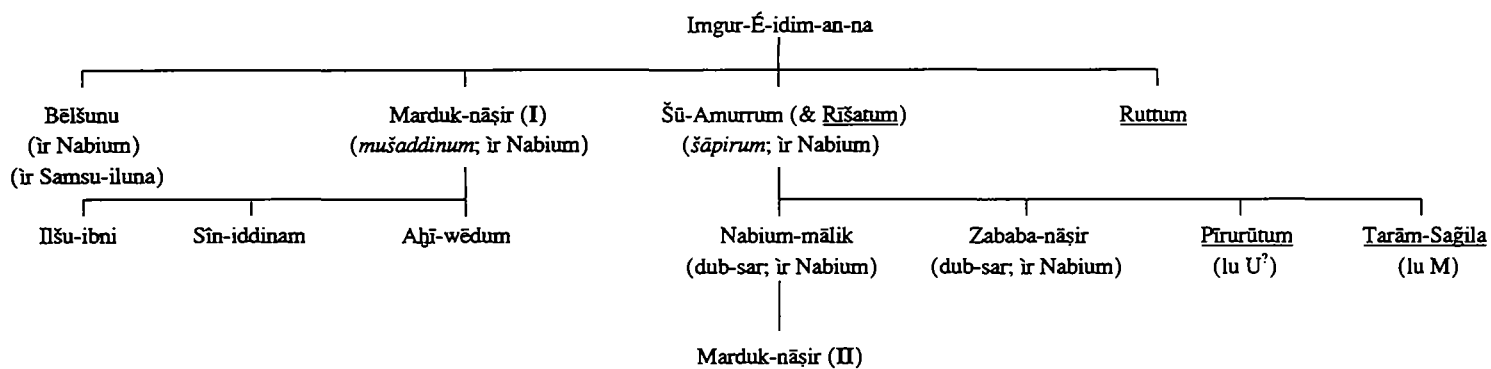 Imgur-É-idim-an-na
Bēlšunu Marduk-nāṣir (I) Šū-Amurrum (& Rīšatum) Ruttum
(ìr Nabium) (mušaddinum; ìr Nabium) (šāpirum; ìr Nabium)
(ìr Samsu-iluna)
Ilšu-ibni Sîn-iddinam Aḫī-wēdum Nabium-mālik Zababa-nāṣir Pīrurūtum Tarām-Sağila
(dub-sar; ìr Nabium) (dub-sar; ìr Nabium) (lu U?) (lu M)
Marduk-nāṣir (II)